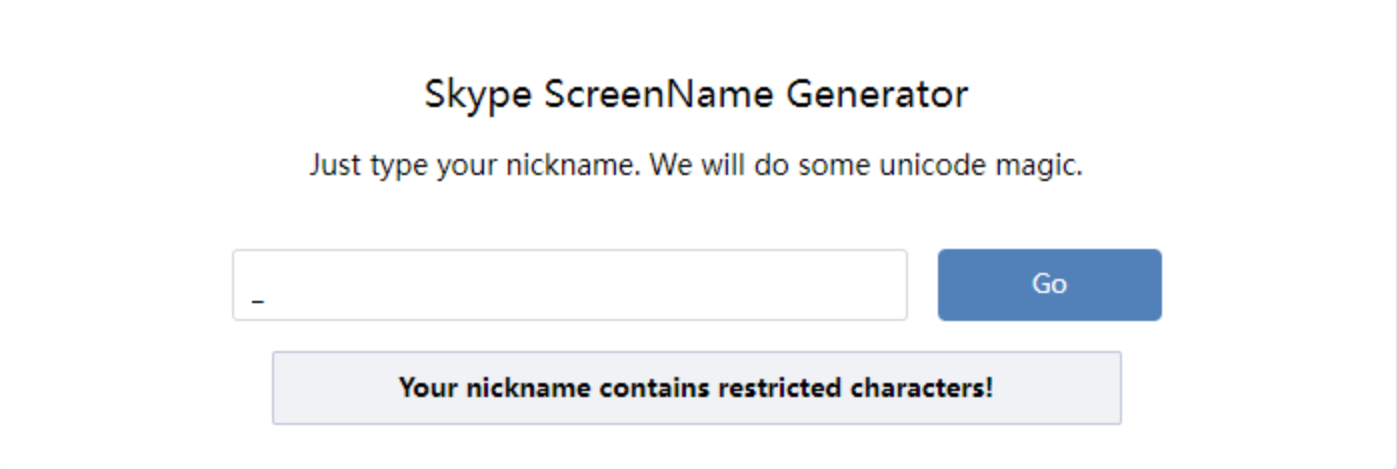 Skype ScreenName Generator
Just type your nickname. We will do some unicode magic.
_
Go
Your nickname contains restricted characters!